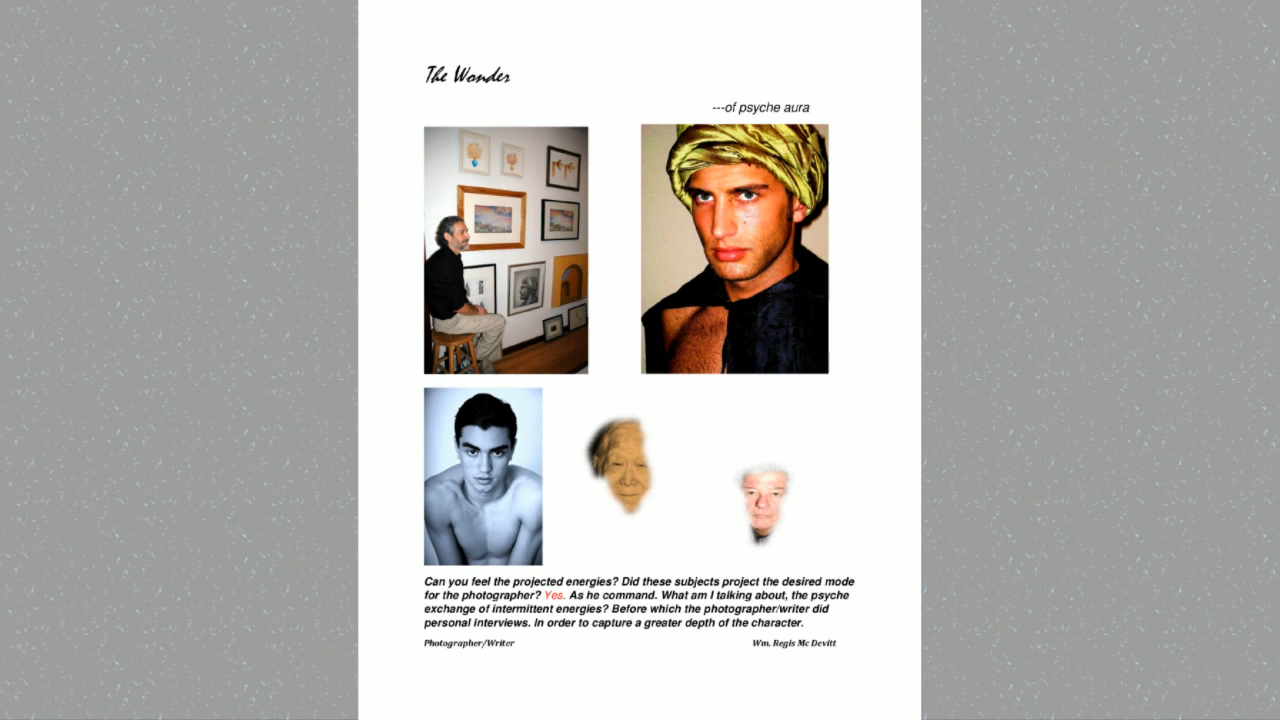 The Wonder
---of psyche aura
Can you feel the projected energies? Did these subjects project the desired mode
for the photographer? Yes. As he command. What am I talking about, the psyche
exchange of intermittent energies? Before which the photographer/writer did
personal interviews. In order to capture a greater depth of the character.
Photographer/Writer Wm. Regis Mc Devitt